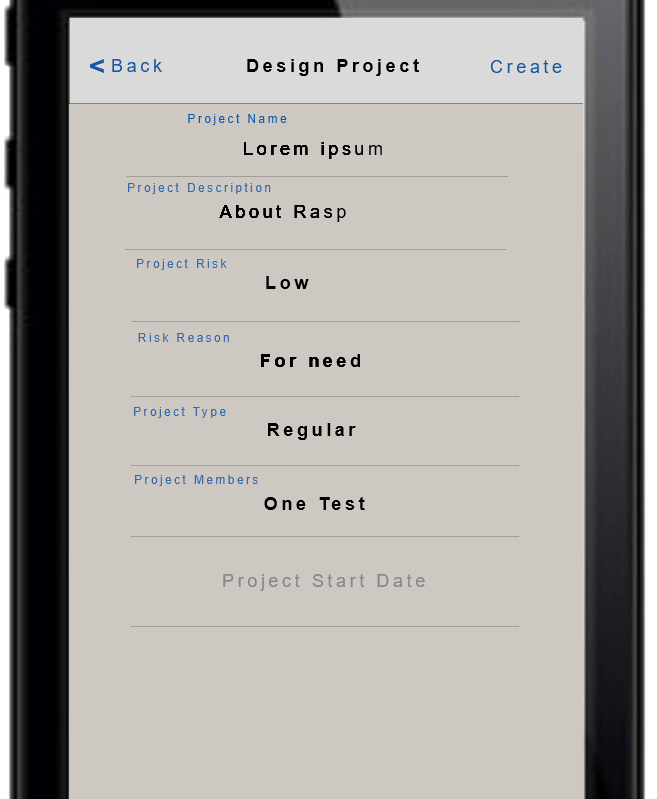 < Back Design Project Create
Project Name
Lorem ipsum
Project Description
About Rasp
Project Risk
Low
Risk Reason
For need
Project Type
Regular
Project Members
One Test
Project Start Date